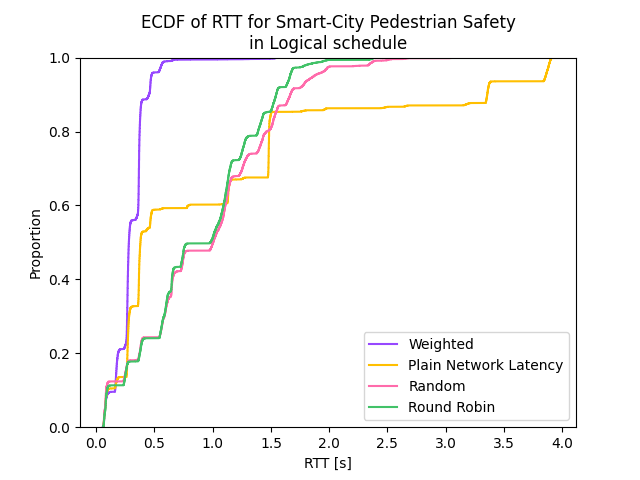 ECDF of RTT for Smart-City Pedestrian Safety
in Logical schedule
1.0
0.8
0.6
0.4
0.2
0.0
Proportion
0.0 0.5 1.0 1.5 2.0 2.5 3.0 3.5 4.0
RTT [s]
Weighted
Plain Network Latency
Random
Round Robin